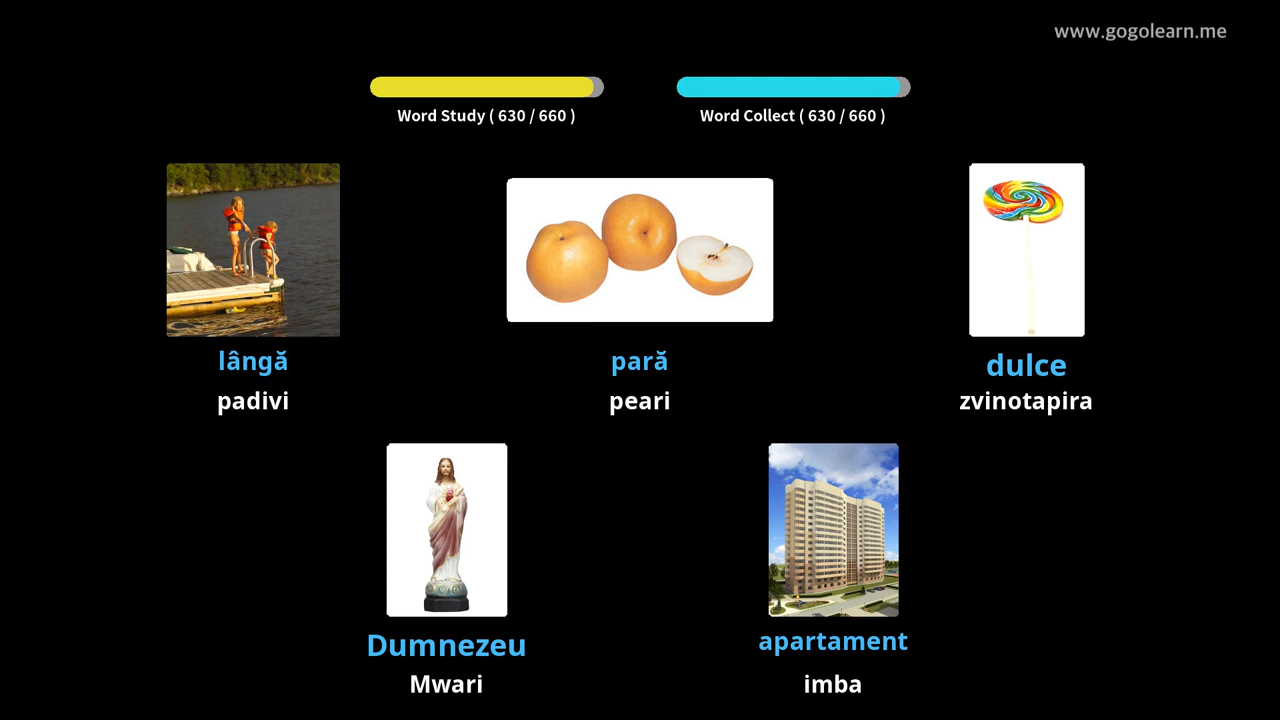 www.gogolearn.me
Word Study ( 630 / 660 )
Word Collect ( 630 / 660 )
lângă
padivi
pară
peari
dulce
zvinotapira
Dumnezeu
Mwari
apartament
imba